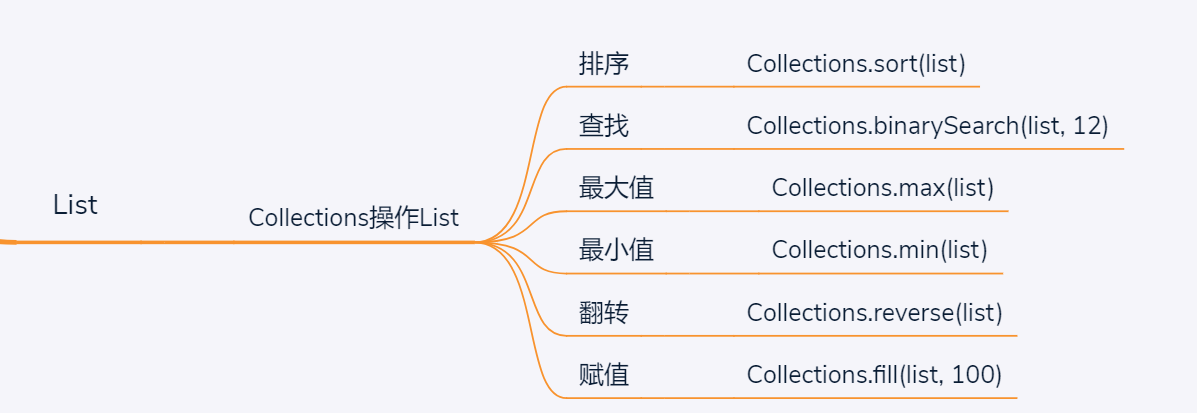 List
Collections操作List
排序 Collections.sort(list)
查找 Collections.binarySearch(list, 12)
最大值 Collections.max(list)
最小值 Collections.min(list)
翻转 Collections.reverse(list)
赋值 Collections.fill(list, 100)